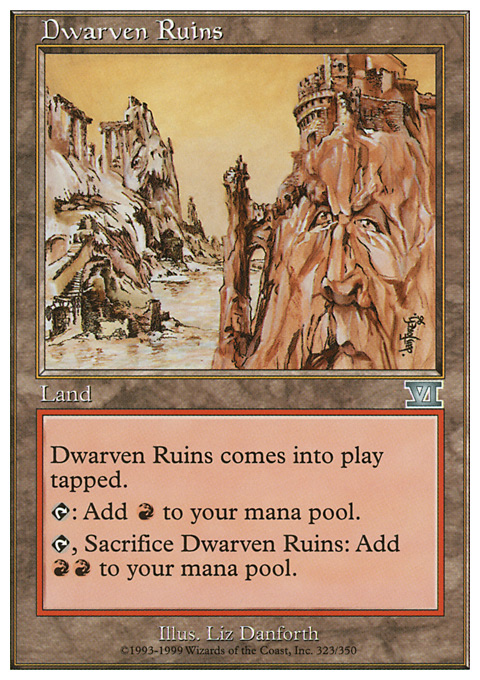 Dwarven Ruins
Land
VI
Dwarven Ruins comes into play
tapped.
: Add to your mana pool.
, Sacrifice Dwarven Ruins: Add
to your mana pool.
Illus. Liz Danforth
©1993-1999 Wizards of the Coast, Inc. 323/350